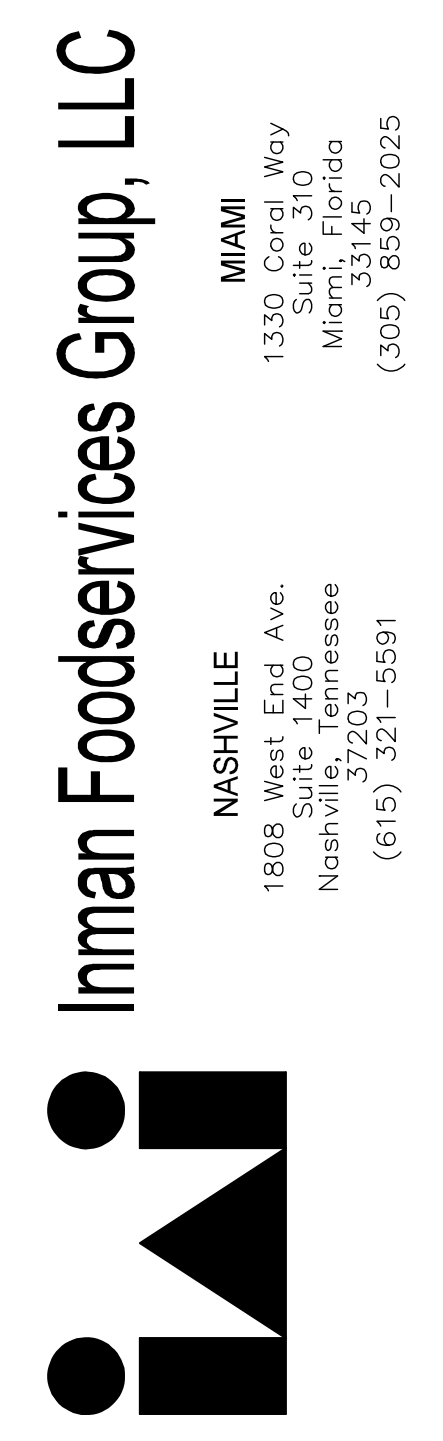 Inman Foodservices Group, LLC
NASHVILLE
1808 West End Ave.
Suite 1400
Nashville, Tennessee
37203
(615) 321-5591
MIAMI
1330 Coral Way
Suite 310
Miami, Florida
33145
(305) 859-2025